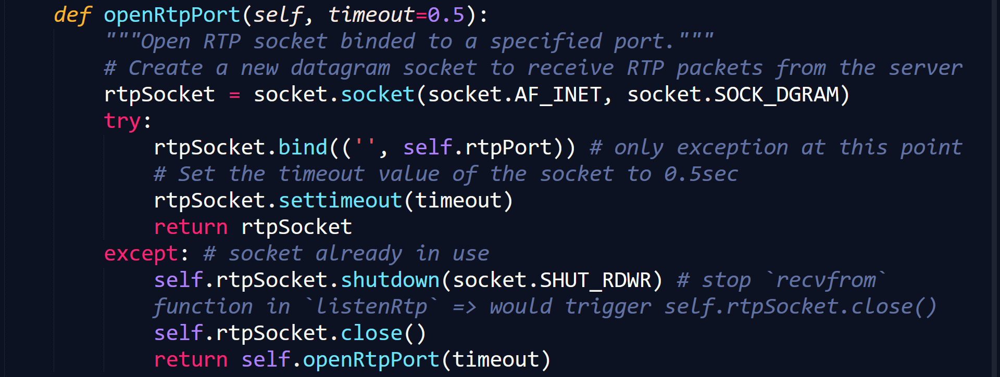 def openRtpPort(self, timeout=0.5):
"""Open RTP socket binded to a specified port."""
# Create a new datagram socket to receive RTP packets from the server
rtpSocket = socket.socket(socket.AF_INET, socket.SOCK_DGRAM)
try:
rtpSocket.bind(('', self.rtpPort)) # only exception at this point
# Set the timeout value of the socket to 0.5sec
rtpSocket.settimeout(timeout)
return rtpSocket
except: # socket already in use
self.rtpSocket.shutdown(socket.SHUT_RDWR) # stop `recvfrom`
function in `listenRtp` => would trigger self.rtpSocket.close()
self.rtpSocket.close()
return self.openRtpPort(timeout)